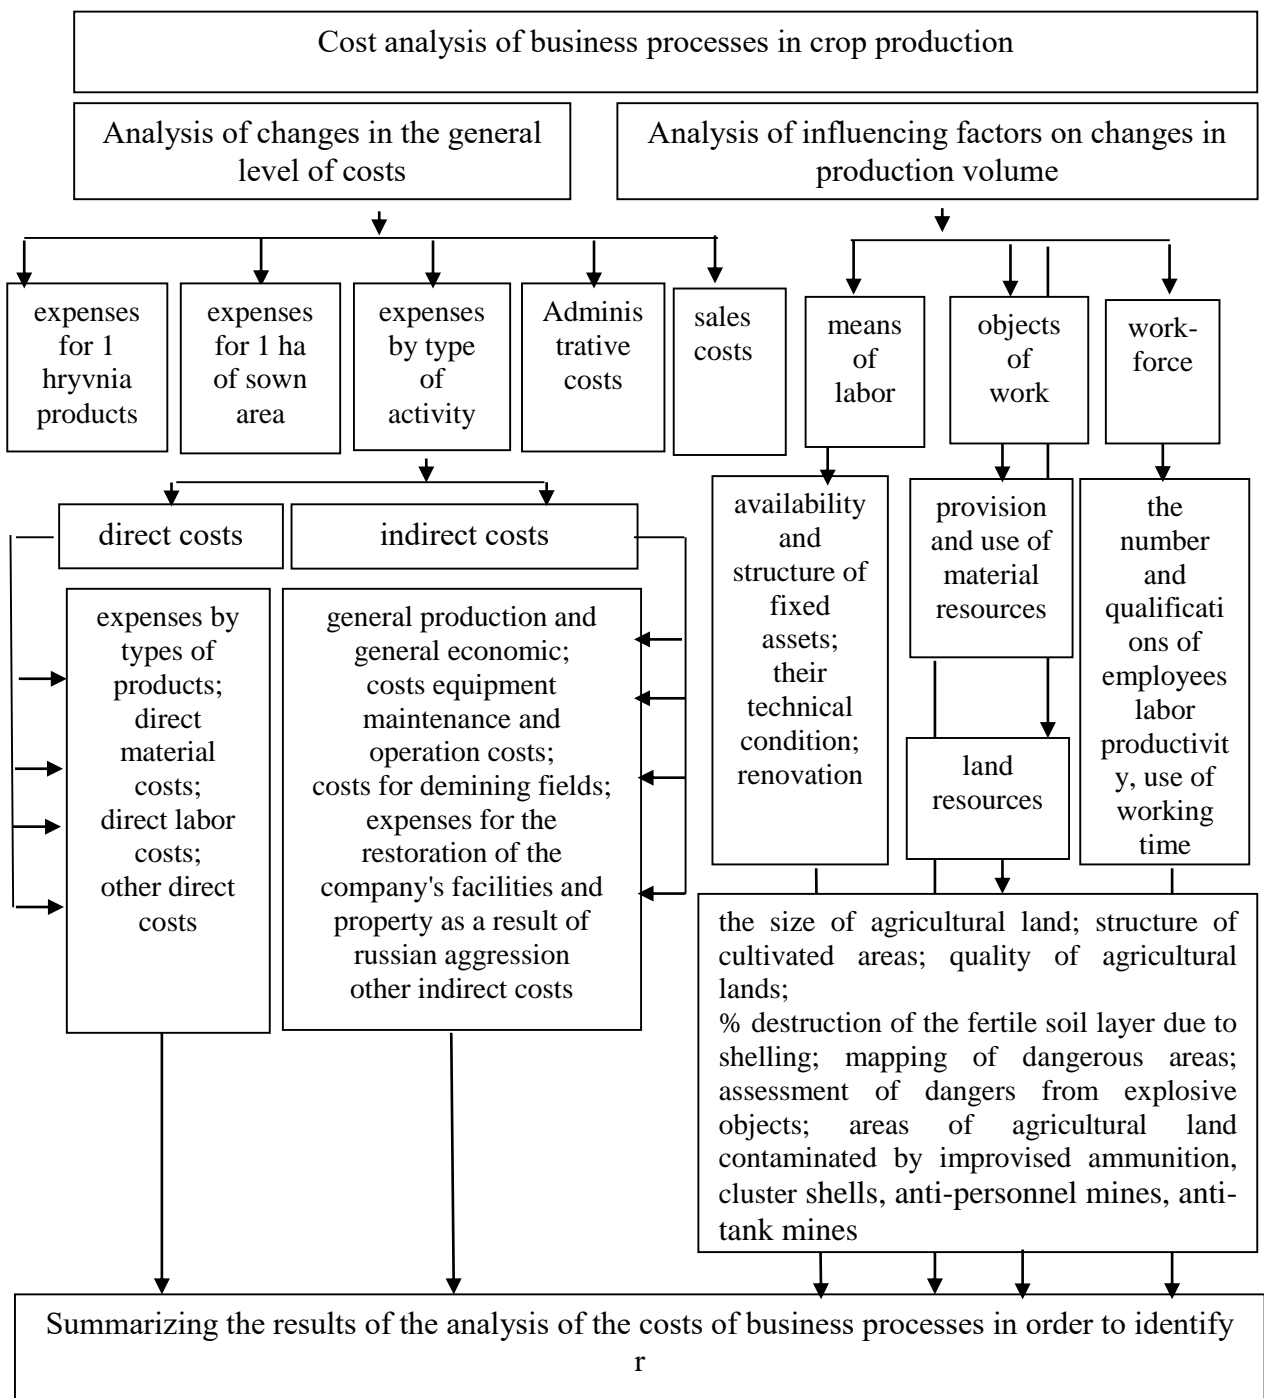 Cost analysis of business processes in crop production
Analysis of changes in the general
level of costs
Analysis of influencing factors on changes in
production volume
expenses
for 1
hryvnia
products
expenses
for 1 ha
of sown
area
expenses
by type
of
activity
Adminis
trative
costs
sales
costs
means
of
labor
objects
of
work
work-
force
direct costs
indirect costs
expenses by
types of
products;
direct
material
costs;
direct labor
costs;
other direct
costs
general production and
general economic;
costs equipment
maintenance and
operation costs;
costs for demining fields;
expenses for the
restoration of the
company's facilities and
property as a result of
russian aggression
other indirect costs
availability
and
structure of
fixed
assets;
their
technical
condition;
renovation
provision
and use of
material
resources
land
resources
the
number
and
qualificati
ons of
employees
labor
productivit
y, use of
working
time
the size of agricultural land; structure of
cultivated areas; quality of agricultural
lands;
% destruction of the fertile soil layer due to
shelling; mapping of dangerous areas;
assessment of dangers from explosive
objects; areas of agricultural land
contaminated by improvised ammunition,
cluster shells, anti-personnel mines, anti-
tank mines
Summarizing the results of the analysis of the costs of business processes in order to identify
r